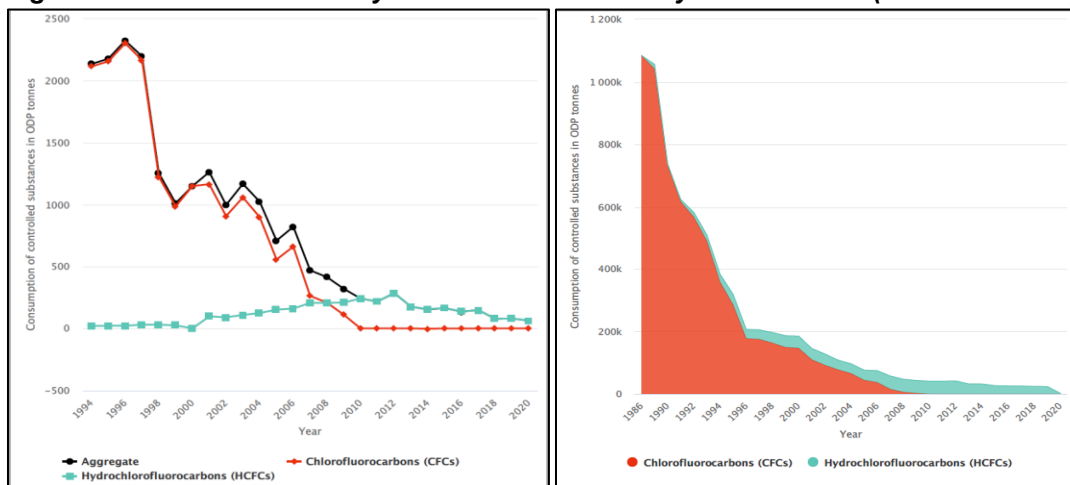 2500
2000
1500
1000
500
0
−500
Consumption of controlled substances in ODP tonnes
1994 1996 1998 2000 2002 2004 2006 2008 2010 2012 2014 2016 2018 2020
Year
Aggregate Chlorofluorocarbons (CFCs)
Hydrochlorofluorocarbons (HCFCs)
1 200k
1 000k
800k
600k
400k
200k
0
Consumption of controlled substances in ODP tonnes
1986 1990 1992 1994 1996 1998 2000 2002 2004 2006 2008 2010 2012 2014 2016 2018 2020
Year
Chlorofluorocarbons (CFCs) Hydrochlorofluorocarbons (HCFCs)